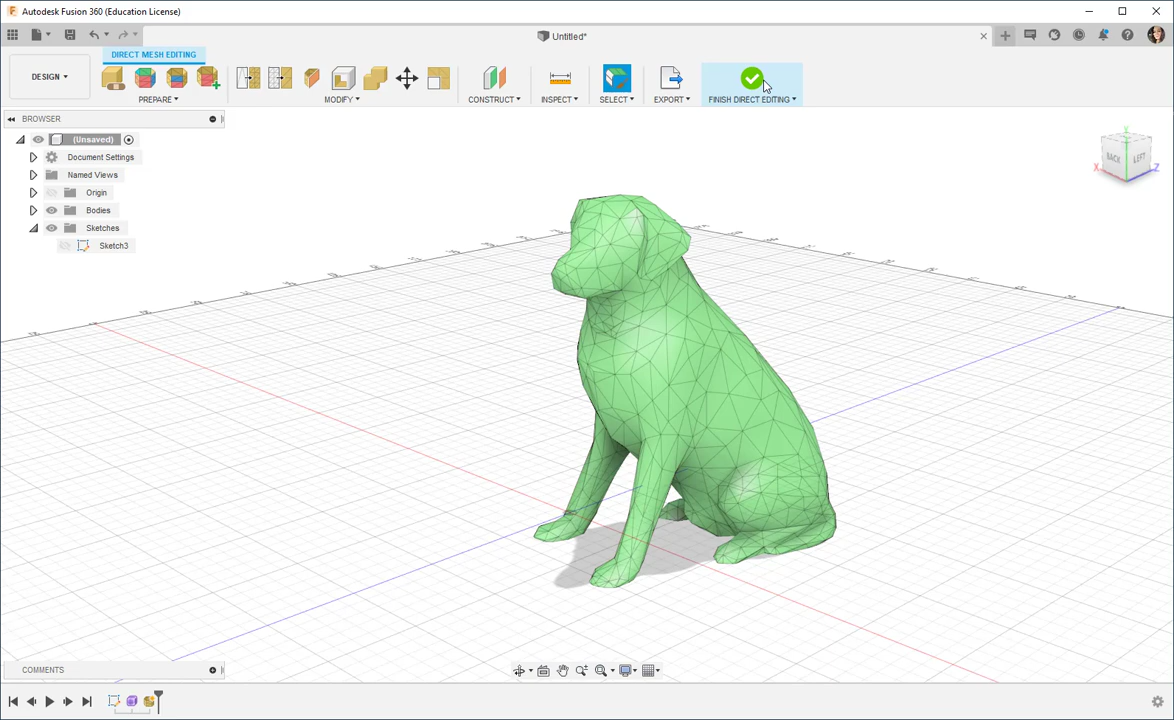 Autodesk Fusion 360 (Education License)
Untitled*
DESIGN
DIRECT MESH EDITING
PREPARE
MODIFY
CONSTRUCT
INSPECT
SELECT
EXPORT
FINISH DIRECT EDITING
BROWSER
(Unsaved)
Document Settings
Named Views
Origin
Bodies
Sketches
Sketch3
Y
BACK
LEFT
X
Z
COMMENTS